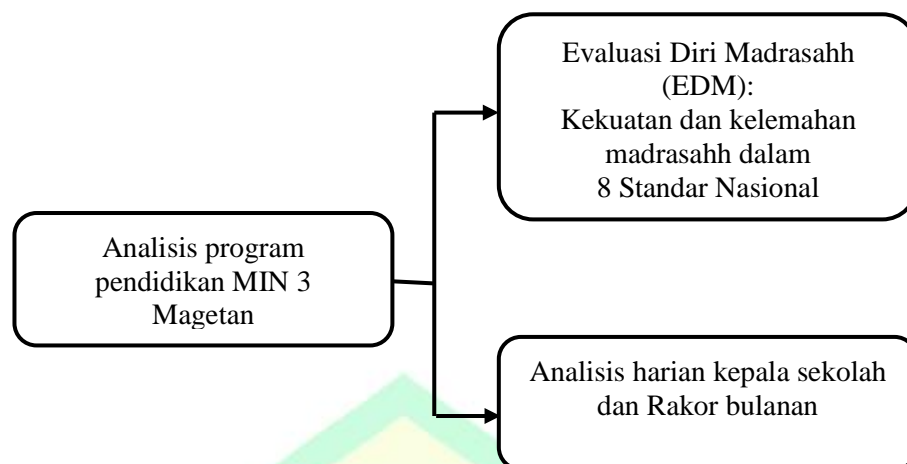 Evaluasi Diri Madrasahh
(EDM):
Kekuatan dan kelemahan
madrasahh dalam
8 Standar Nasional
Analisis program
pendidikan MIN 3
Magetan
Analisis harian kepala sekolah
dan Rakor bulanan